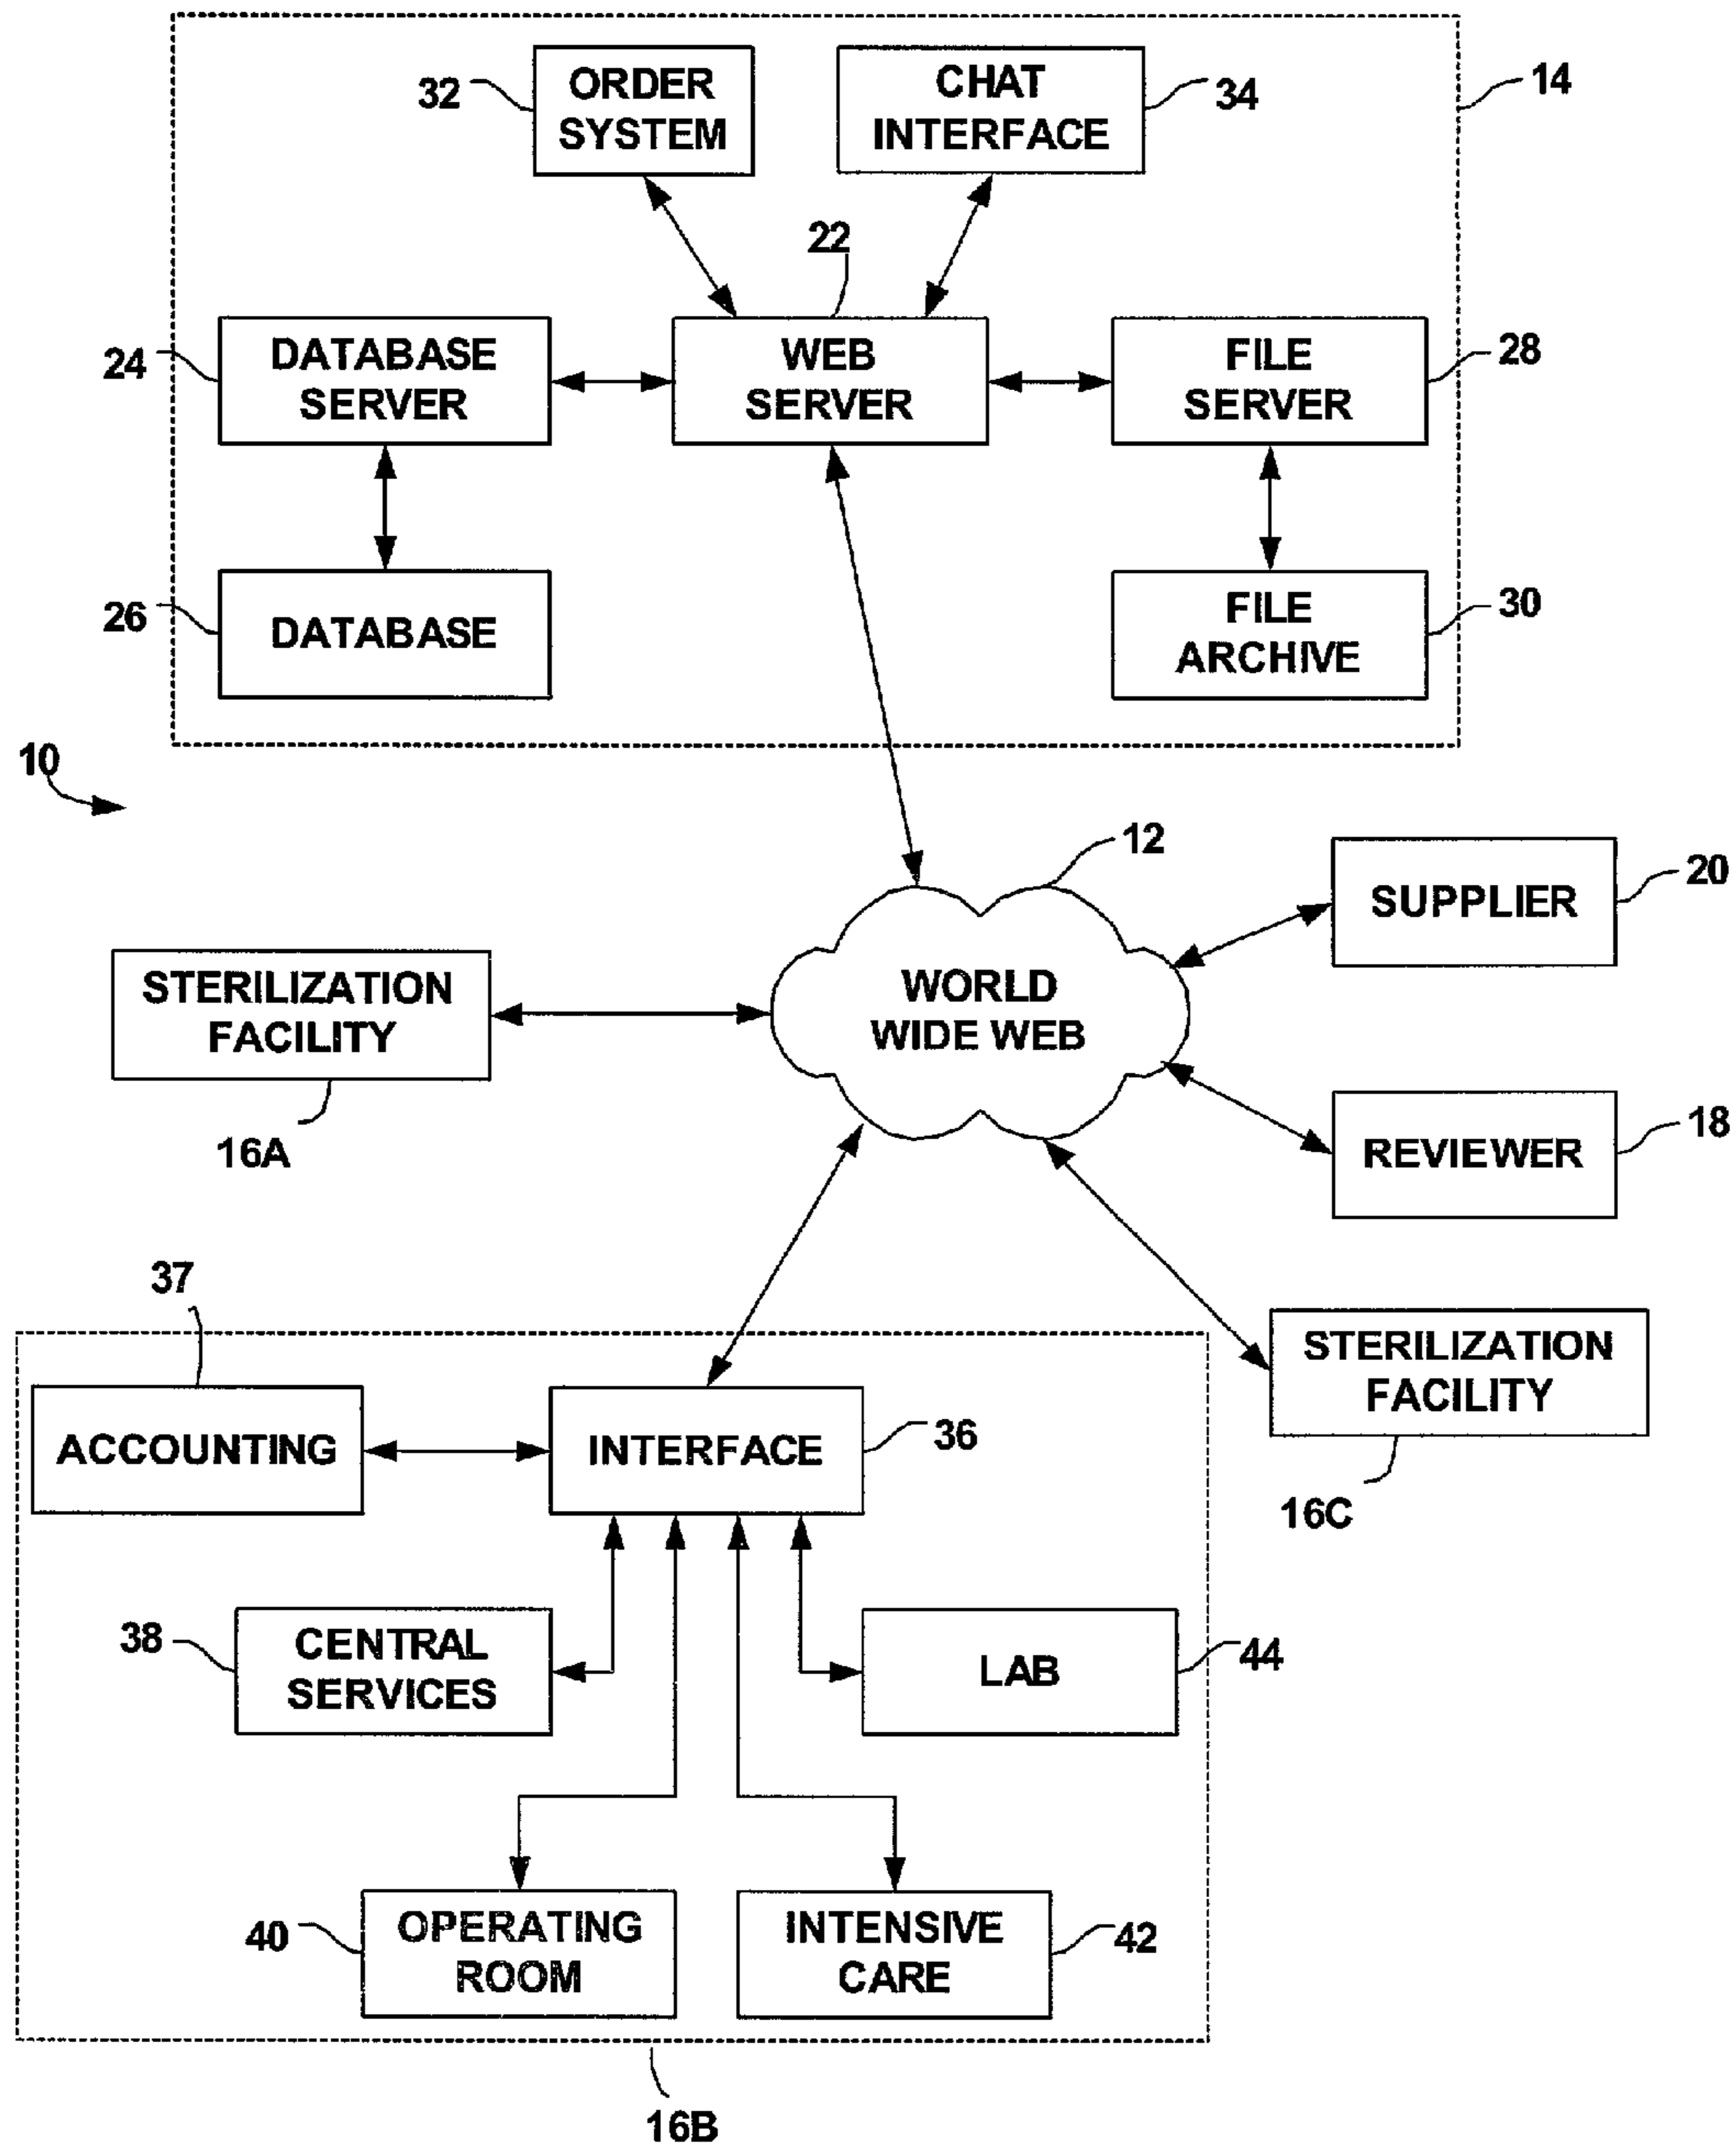 32
ORDER
SYSTEM
CHAT
INTERFACE
34
14
22
24
DATABASE
SERVER
WEB
SERVER
FILE
SERVER
28
26
DATABASE
FILE
ARCHIVE
30
10
12
SUPPLIER
20
STERILIZATION
FACILITY
16A
WORLD
WIDE WEB
REVIEWER
18
37
ACCOUNTING
INTERFACE
36
STERILIZATION
FACILITY
16C
38
CENTRAL
SERVICES
LAB
44
40
OPERATING
ROOM
INTENSIVE
CARE
42
16B